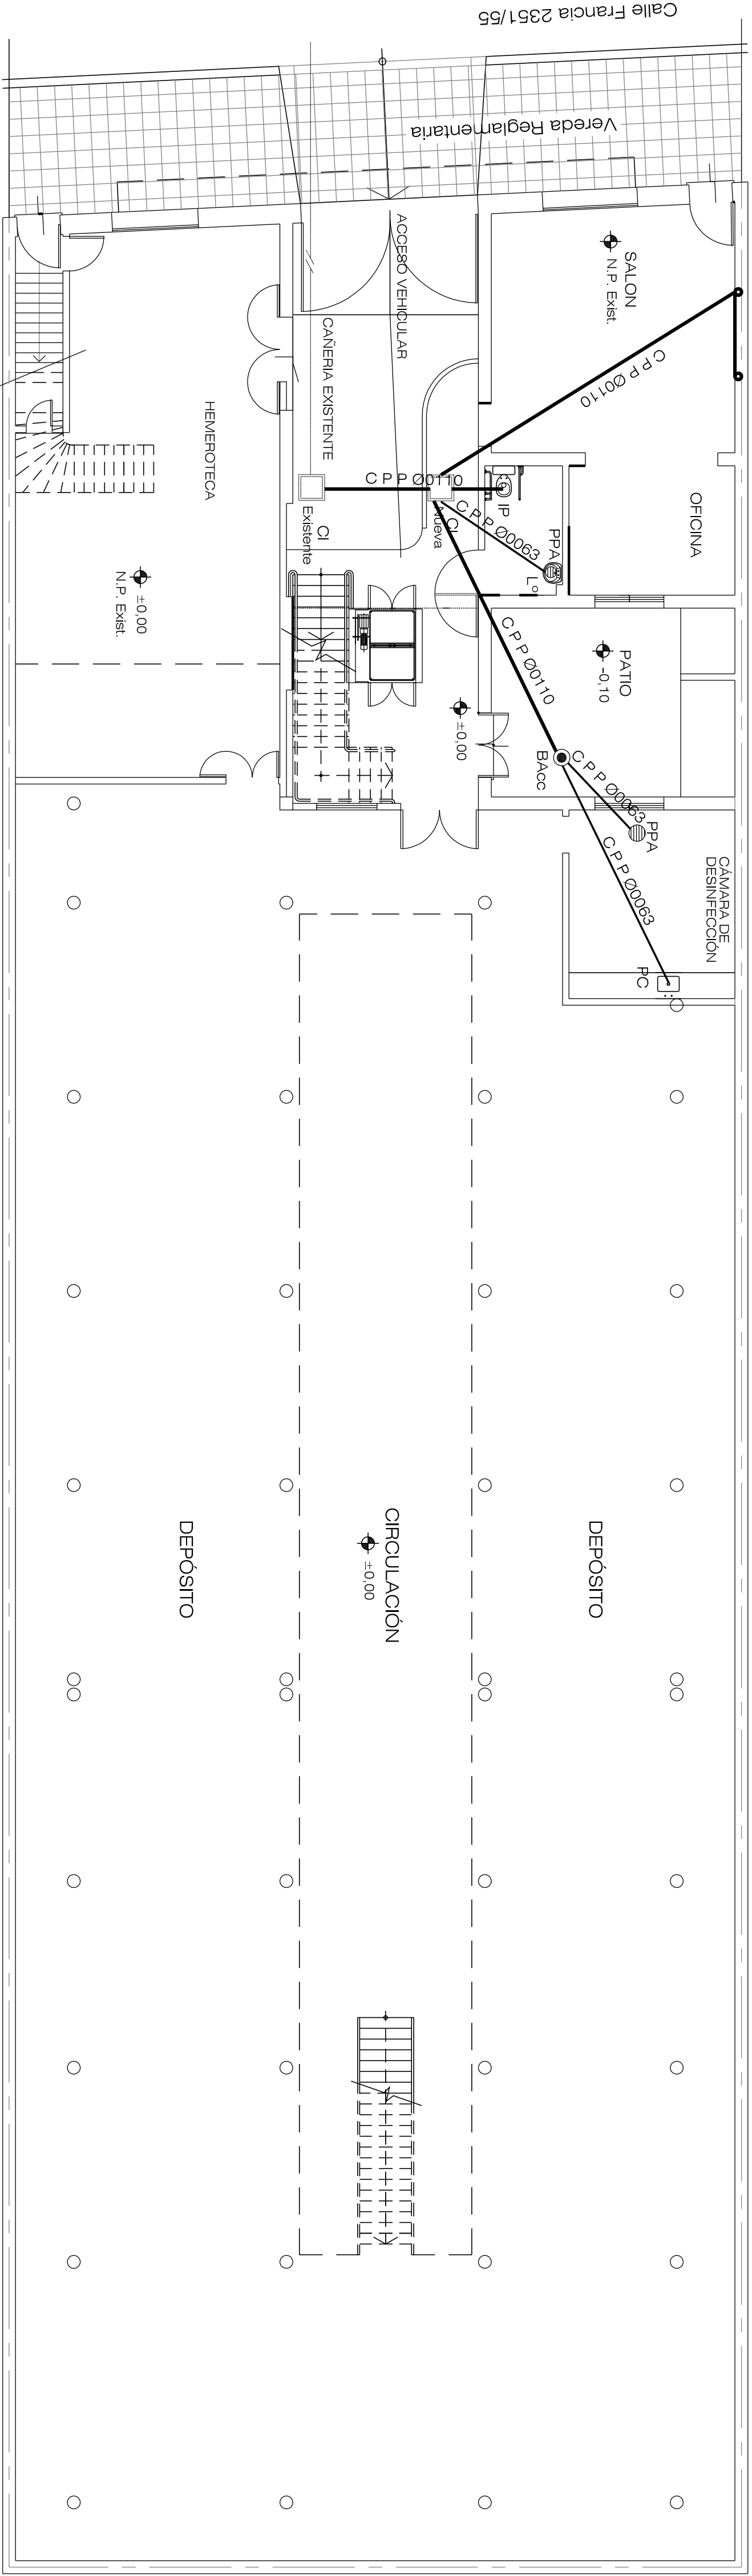 Calle Francia 2351/55
Vereda Reglamentaria
ACCESO VEHICULAR
SALON
N.P. Exist.
C P P Ø0110
CAÑERIA EXISTENTE
HEMEROTECA
C P P Ø0110
CI
Existente
CI
Nueva
IP
C P P Ø0063
PPA
Lº
OFICINA
±0,00
N.P. Exist.
C P P Ø0110
PATIO
-0,10
±0,00
BAcc
C P P Ø0063
PPA
C P P Ø0063
CÁMARA DE
DESINFECCIÓN
PC
DEPÓSITO
CIRCULACIÓN
±0,00
DEPÓSITO